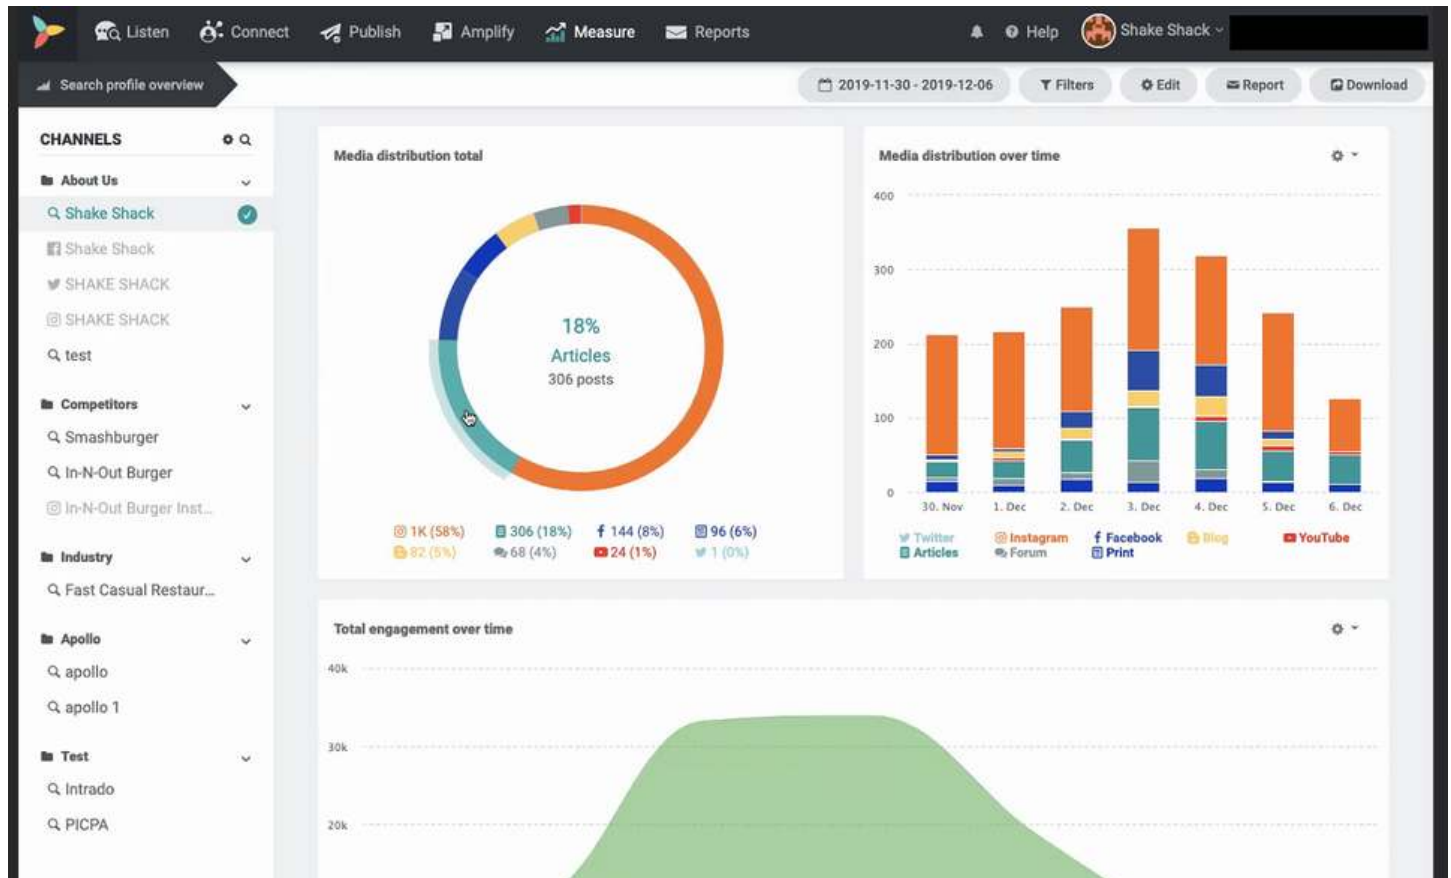 Listen Connect Publish Amplify Measure Reports Help Shake Shack
Search profile overview 2019-11-30 - 2019-12-06 Filters Edit Report Download
CHANNELS
About Us
Shake Shack
Shake Shack
SHAKE SHACK
SHAKE SHACK
test
Competitors
Smashburger
In-N-Out Burger
In-N-Out Burger Inst...
Industry
Fast Casual Restaur...
Apollo
apollo
apollo 1
Test
Intrado
PICPA
Media distribution total
18%
Articles
306 posts
1K (58%) 306 (18%) 144 (8%) 96 (6%)
82 (5%) 68 (4%) 24 (1%) 1 (0%)
Media distribution over time
400
300
200
100
0
30. Nov 1. Dec 2. Dec 3. Dec 4. Dec 5. Dec 6. Dec
Twitter Instagram Facebook Blog YouTube
Articles Forum Print
Total engagement over time
40k
30k
20k